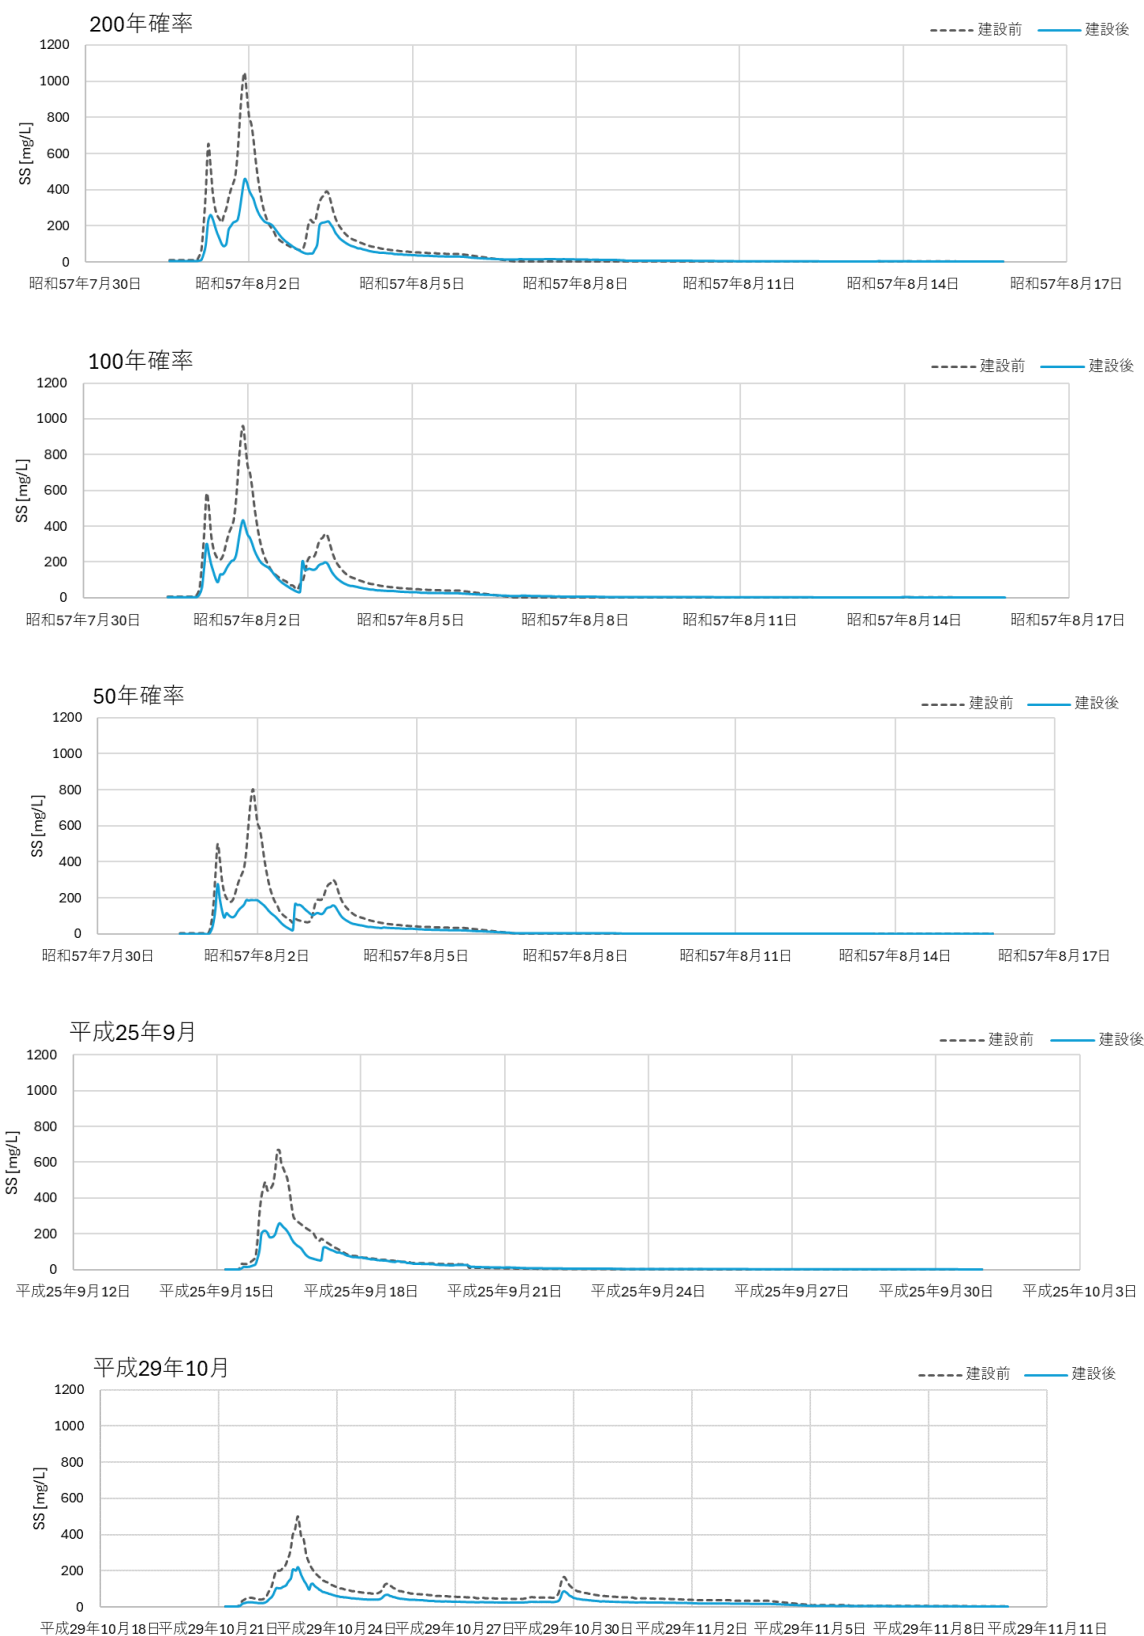 200年確率
建設前 建設後
1200
1000
800
600
400
200
0
SS [mg/L]
昭和57年7月30日 昭和57年8月2日 昭和57年8月5日 昭和57年8月8日 昭和57年8月11日 昭和57年8月14日 昭和57年8月17日
100年確率
建設前 建設後
1200
1000
800
600
400
200
0
SS [mg/L]
昭和57年7月30日 昭和57年8月2日 昭和57年8月5日 昭和57年8月8日 昭和57年8月11日 昭和57年8月14日 昭和57年8月17日
50年確率
建設前 建設後
1200
1000
800
600
400
200
0
SS [mg/L]
昭和57年7月30日 昭和57年8月2日 昭和57年8月5日 昭和57年8月8日 昭和57年8月11日 昭和57年8月14日 昭和57年8月17日
平成25年9月
建設前 建設後
1200
1000
800
600
400
200
0
SS [mg/L]
平成25年9月12日 平成25年9月15日 平成25年9月18日 平成25年9月21日 平成25年9月24日 平成25年9月27日 平成25年9月30日 平成25年10月3日
平成29年10月
建設前 建設後
1200
1000
800
600
400
200
0
SS [mg/L]
平成29年10月18日 平成29年10月21日 平成29年10月24日 平成29年10月27日 平成29年10月30日 平成29年11月2日 平成29年11月5日 平成29年11月8日 平成29年11月11日